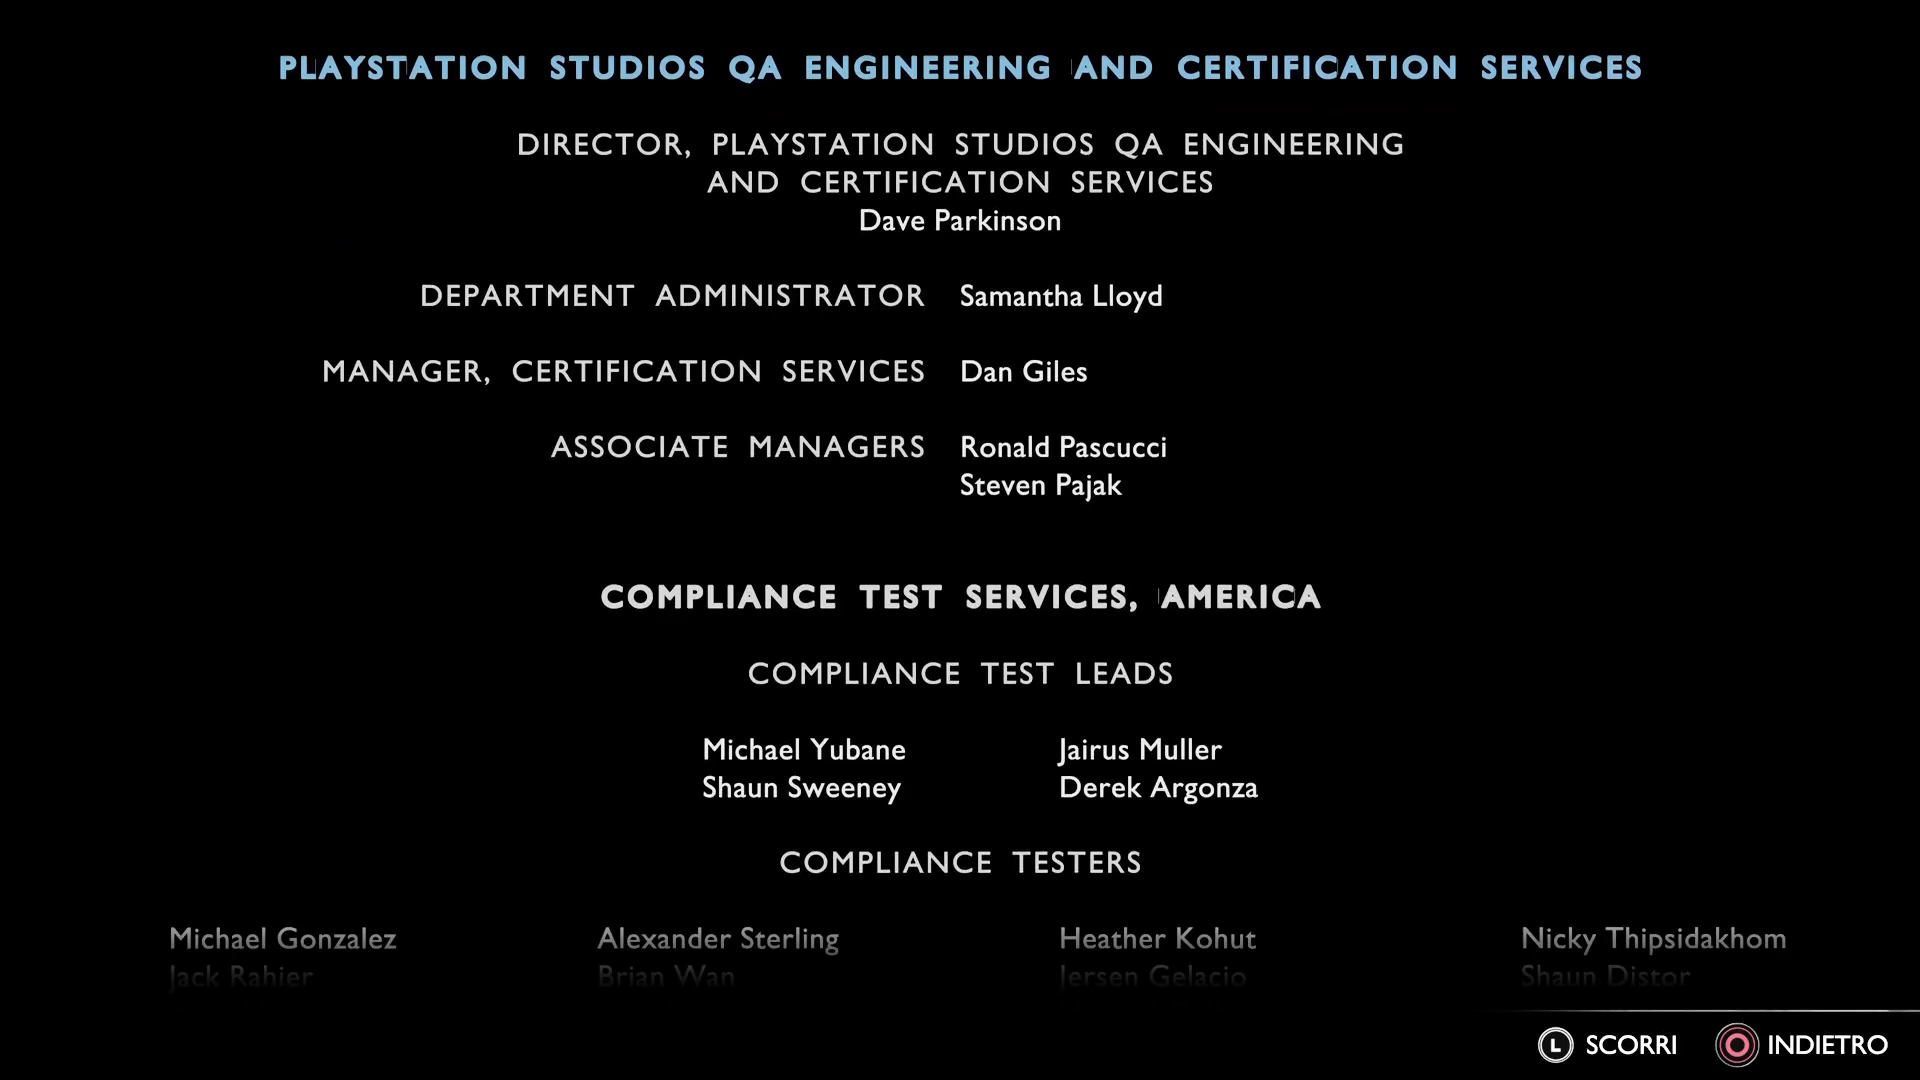 PLAYSTATION STUDIOS QA ENGINEERING AND CERTIFICATION SERVICES
DIRECTOR, PLAYSTATION STUDIOS QA ENGINEERING
AND CERTIFICATION SERVICES
Dave Parkinson
DEPARTMENT ADMINISTRATOR Samantha Lloyd
MANAGER, CERTIFICATION SERVICES Dan Giles
ASSOCIATE MANAGERS Ronald Pascucci
Steven Pajak
COMPLIANCE TEST SERVICES, AMERICA
COMPLIANCE TEST LEADS
Michael Yubane Jairus Muller
Shaun Sweeney Derek Argonza
COMPLIANCE TESTERS
Michael Gonzalez Alexander Sterling Heather Kohut Nicky Thipsidakhom
Jack Rahier Brian Wan Jersen Gelacio Shaun Distor
L SCORRI INDIETRO